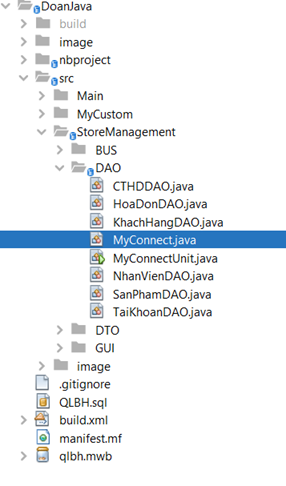 DoanJava
build
image
nbproject
src
Main
MyCustom
StoreManagement
BUS
DAO
CTHDDAO.java
HoaDonDAO.java
KhachHangDAO.java
MyConnect.java
MyConnectUnit.java
NhanVienDAO.java
SanPhamDAO.java
TaiKhoanDAO.java
DTO
GUI
image
.gitignore
QLBH.sql
build.xml
manifest.mf
qlbh.mwb